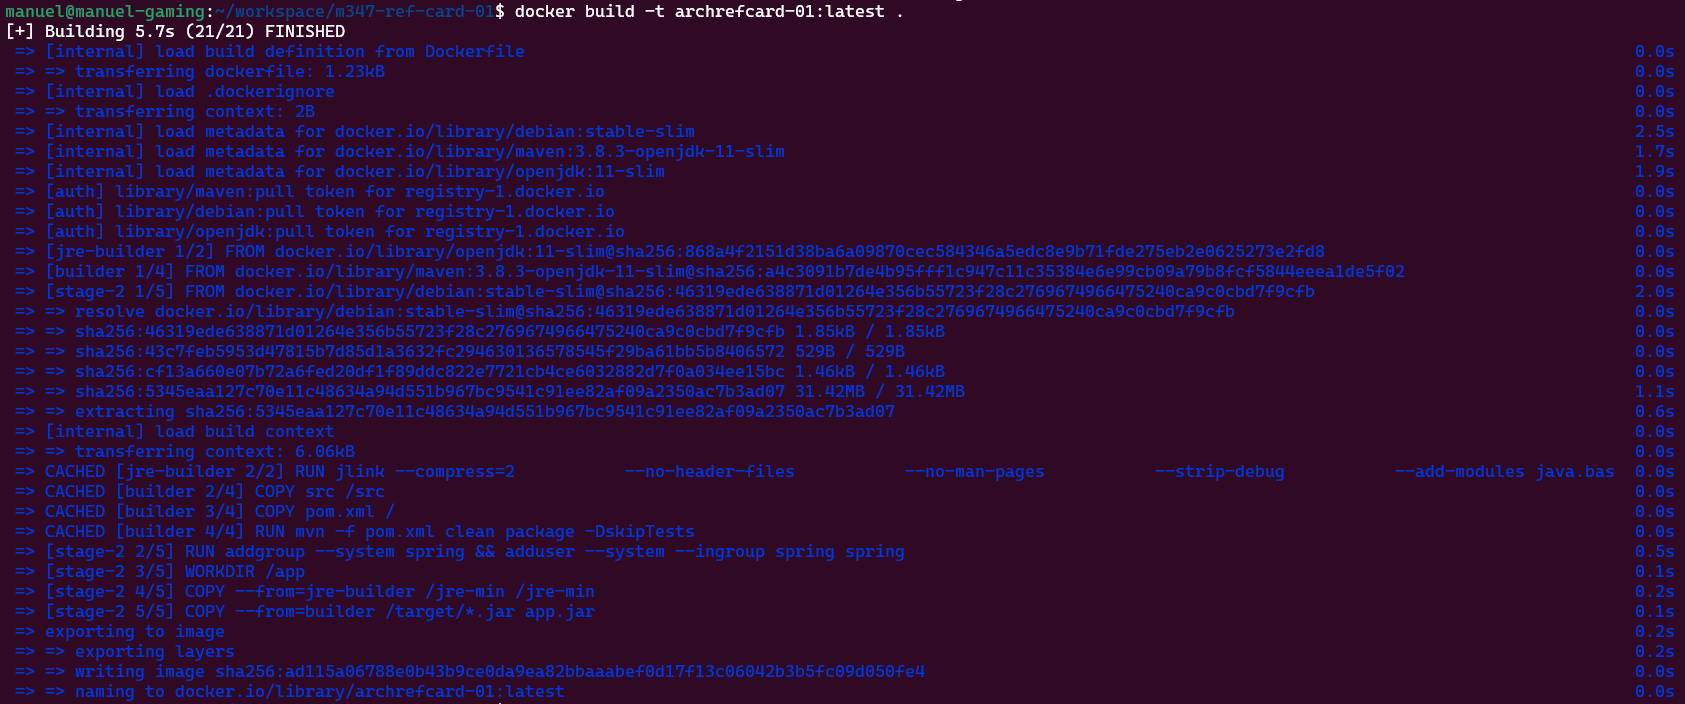 manuel@manuel-gaming:~/workspace/m347-ref-card-01$ docker build -t archrefcard-01:latest .
[+] Building 5.7s (21/21) FINISHED
=> [internal] load build definition from Dockerfile 0.0s
=> => transferring dockerfile: 1.23kB 0.0s
=> [internal] load .dockerignore 0.0s
=> => transferring context: 2B 0.0s
=> [internal] load metadata for docker.io/library/debian:stable-slim 2.5s
=> [internal] load metadata for docker.io/library/maven:3.8.3-openjdk-11-slim 1.7s
=> [internal] load metadata for docker.io/library/openjdk:11-slim 1.9s
=> [auth] library/maven:pull token for registry-1.docker.io 0.0s
=> [auth] library/debian:pull token for registry-1.docker.io 0.0s
=> [auth] library/openjdk:pull token for registry-1.docker.io 0.0s
=> [jre-builder 1/2] FROM docker.io/library/openjdk:11-slim@sha256:868a4f2151d38ba6a09870cec584346a5edc8e9b71fde275eb2e0625273e2fd8 0.0s
=> [builder 1/4] FROM docker.io/library/maven:3.8.3-openjdk-11-slim@sha256:a4c3091b7de4b95fff1c947c11c35384e6e99cb09a79b8fcf5844eeea1de5f02 0.0s
=> [stage-2 1/5] FROM docker.io/library/debian:stable-slim@sha256:46319ede638871d01264e356b55723f28c2769674966475240ca9c0cbd7f9cfb 2.0s
=> => resolve docker.io/library/debian:stable-slim@sha256:46319ede638871d01264e356b55723f28c2769674966475240ca9c0cbd7f9cfb 0.0s
=> => sha256:46319ede638871d01264e356b55723f28c2769674966475240ca9c0cbd7f9cfb 1.85kB / 1.85kB 0.0s
=> => sha256:43c7feb5953d47815b7d85d1a3632fc294630136578545f29ba61bb5b8406572 529B / 529B 0.0s
=> => sha256:cf13a660e07b72a6fed20df1f89ddc822e7721cb4ce6032882d7f0a034ee15bc 1.46kB / 1.46kB 0.0s
=> => sha256:5345eaa127c70e11c48634a94d551b967bc9541c91ee82af09a2350ac7b3ad07 31.42MB / 31.42MB 1.1s
=> => extracting sha256:5345eaa127c70e11c48634a94d551b967bc9541c91ee82af09a2350ac7b3ad07 0.6s
=> [internal] load build context 0.0s
=> => transferring context: 6.06kB 0.0s
=> CACHED [jre-builder 2/2] RUN jlink --compress=2 --no-header-files --no-man-pages --strip-debug --add-modules java.bas 0.0s
=> CACHED [builder 2/4] COPY src /src 0.0s
=> CACHED [builder 3/4] COPY pom.xml / 0.0s
=> CACHED [builder 4/4] RUN mvn -f pom.xml clean package -DskipTests 0.0s
=> [stage-2 2/5] RUN addgroup --system spring && adduser --system --ingroup spring spring 0.5s
=> [stage-2 3/5] WORKDIR /app 0.1s
=> [stage-2 4/5] COPY --from=jre-builder /jre-min /jre-min 0.2s
=> [stage-2 5/5] COPY --from=builder /target/*.jar app.jar 0.1s
=> exporting to image 0.2s
=> => exporting layers 0.2s
=> => writing image sha256:ad115a06788e0b43b9ce0da9ea82bbaaabef0d17f13c06042b3b5fc09d050fe4 0.0s
=> => naming to docker.io/library/archrefcard-01:latest 0.0s